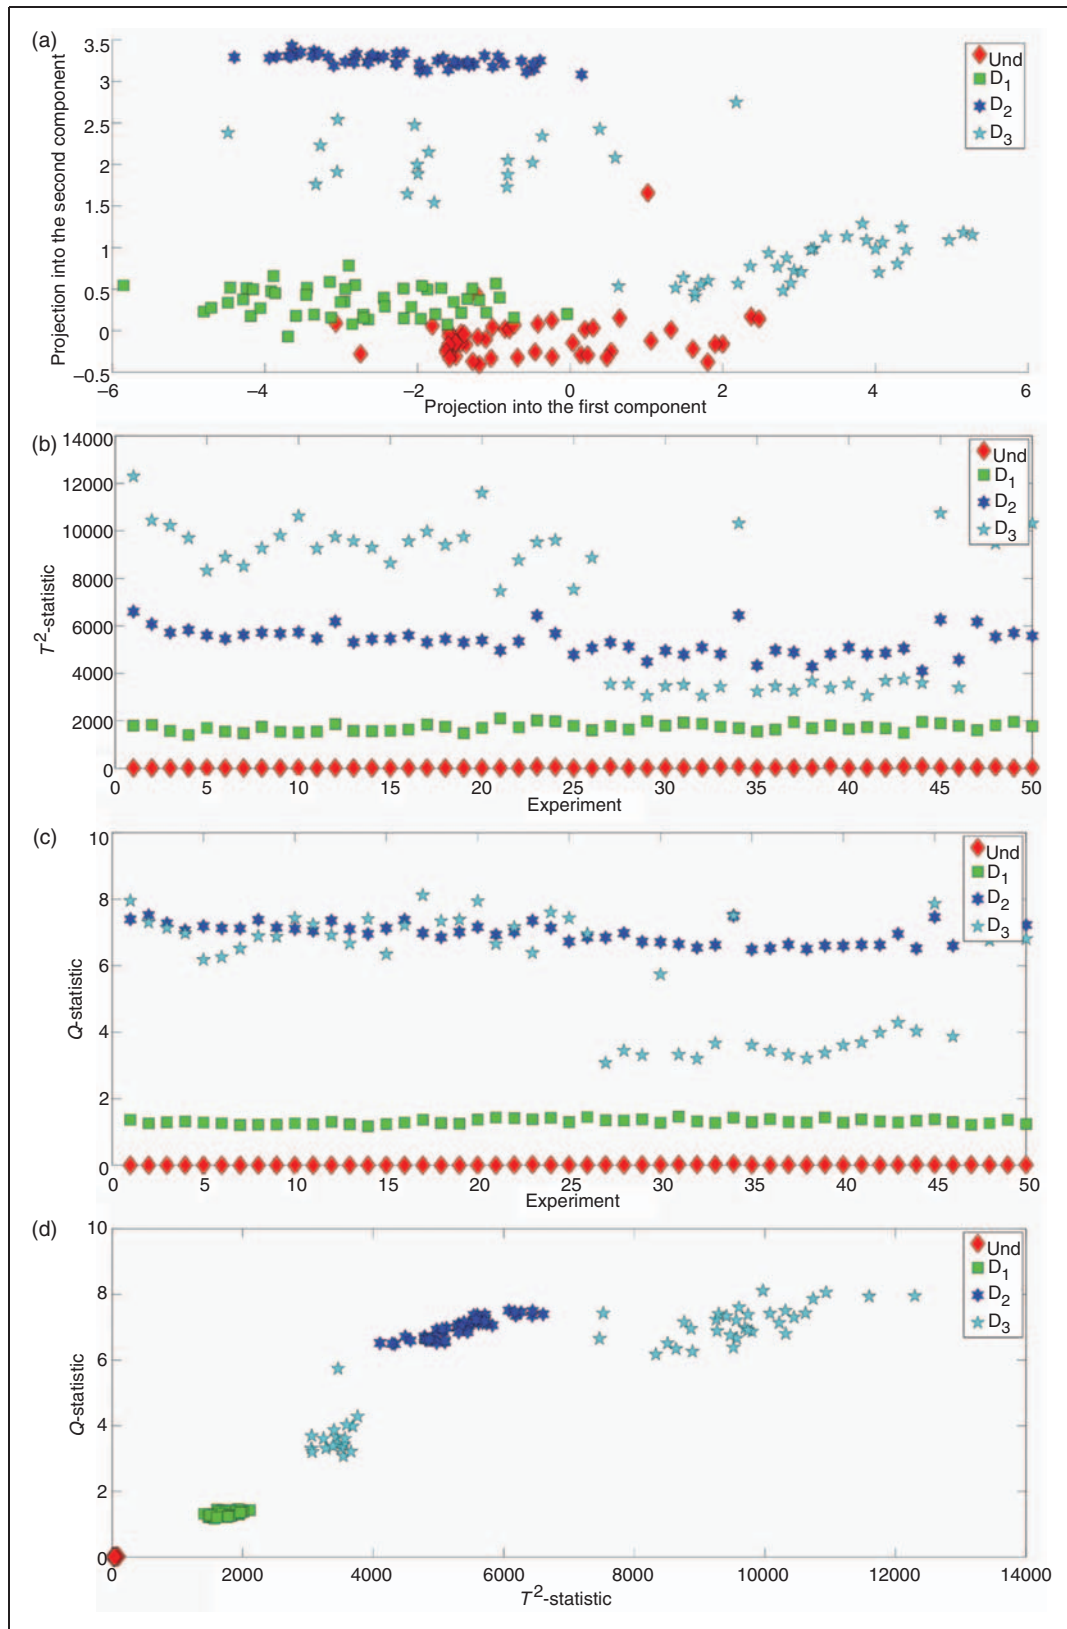 (a)
3.5
3
2.5
2
1.5
1
0.5
0
–0.5
Projection into the second component
–6
–4
–2
0
2
4
6
Projection into the first component
Und
D1
D2
D3
(b)
14000
12000
10000
8000
6000
4000
2000
0
T2-statistic
0
5
10
15
20
25
30
35
40
45
50
Experiment
Und
D1
D2
D3
(c)
10
8
6
4
2
0
Q-statistic
0
5
10
15
20
25
30
35
40
45
50
Experiment
Und
D1
D2
D3
(d)
10
8
6
4
2
0
Q-statistic
2000
4000
6000
8000
10000
12000
14000
T2-statistic
Und
D1
D2
D3